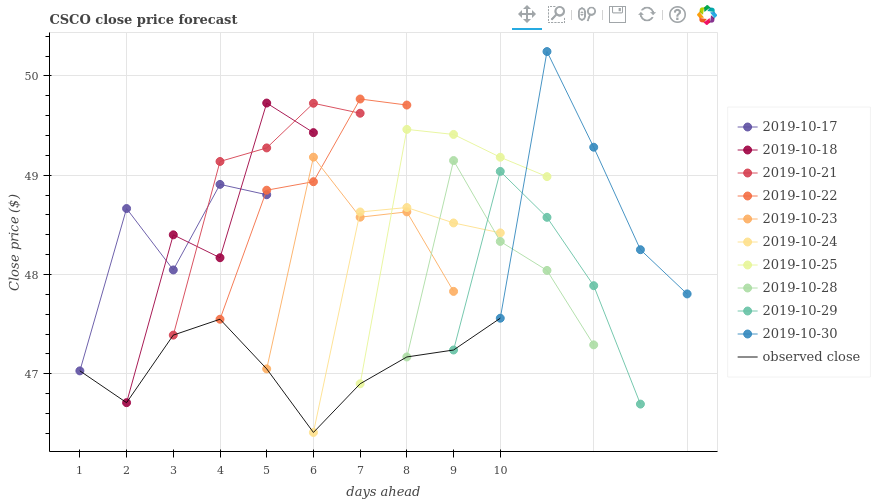 CSCO close price forecast
50
49
48
47
Close price ($)
1 2 3 4 5 6 7 8 9 10
days ahead
2019-10-17
2019-10-18
2019-10-21
2019-10-22
2019-10-23
2019-10-24
2019-10-25
2019-10-28
2019-10-29
2019-10-30
observed close